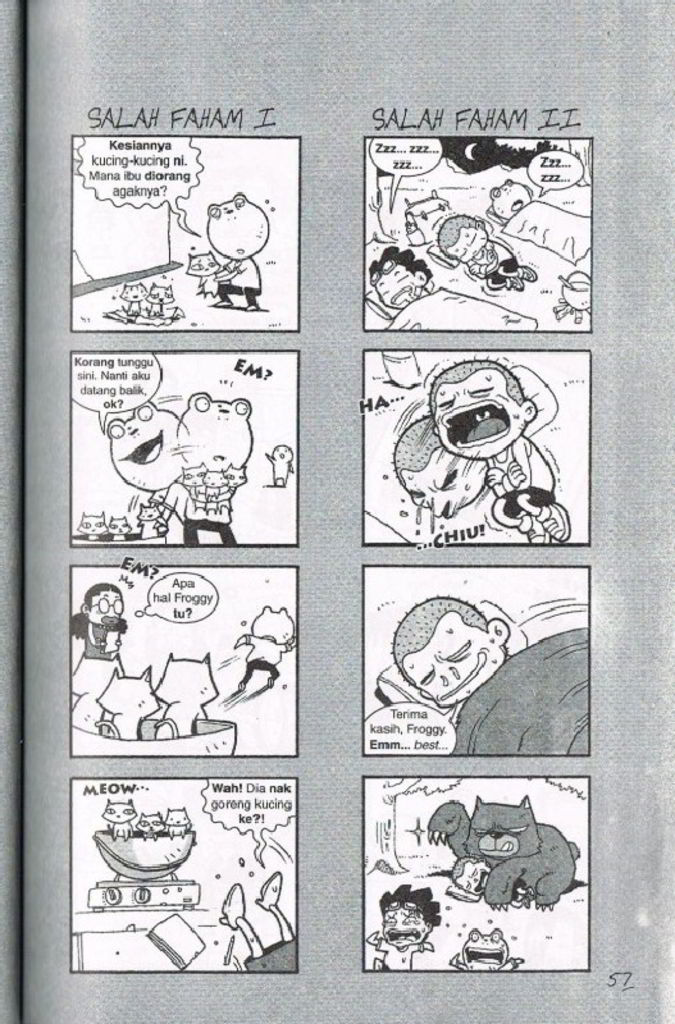 SALAH FAHAM I
Kesiannya
kucing-kucing ni.
Mana ibu diorang
agaknya?
Korang tunggu
sini. Nanti aku
datang balik,
ok?
EM?
EM?
Apa
hal Froggy
tu?
MEOW...
Wah! Dia nak
goreng kucing
ke?!
SALAH FAHAM II
Zzz... zzz...
zzz...
Zzz...
zzz...
HA...
...CHIU!
Terima
kasih, Froggy.
Emm... best...
57